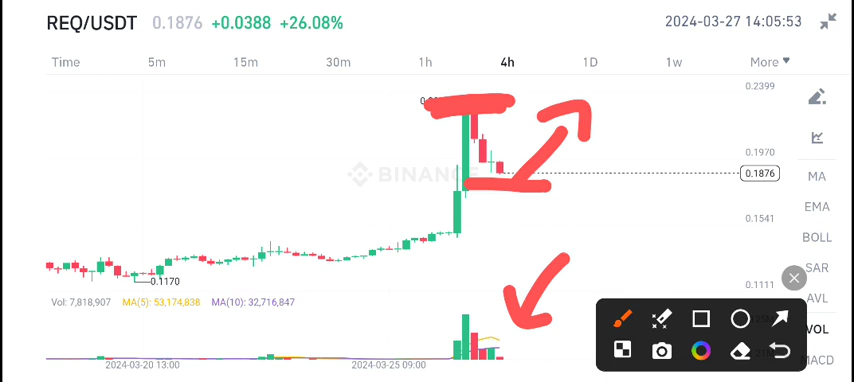 REQ/USDT 0.1876 +0.0388 +26.08% 2024-03-27 14:05:53
Time 5m 15m 30m 1h 4h 1D 1w More
0.2399
BINANCE
0.1970
0.1876
0.1541
0.1170
0.1111
MA
EMA
BOLL
SAR
AVL
VOL
MACD
Vol: 7,818,907 MA(5): 53,174,838 MA(10): 32,716,847
2024-03-20 13:00 2024-03-25 09:00